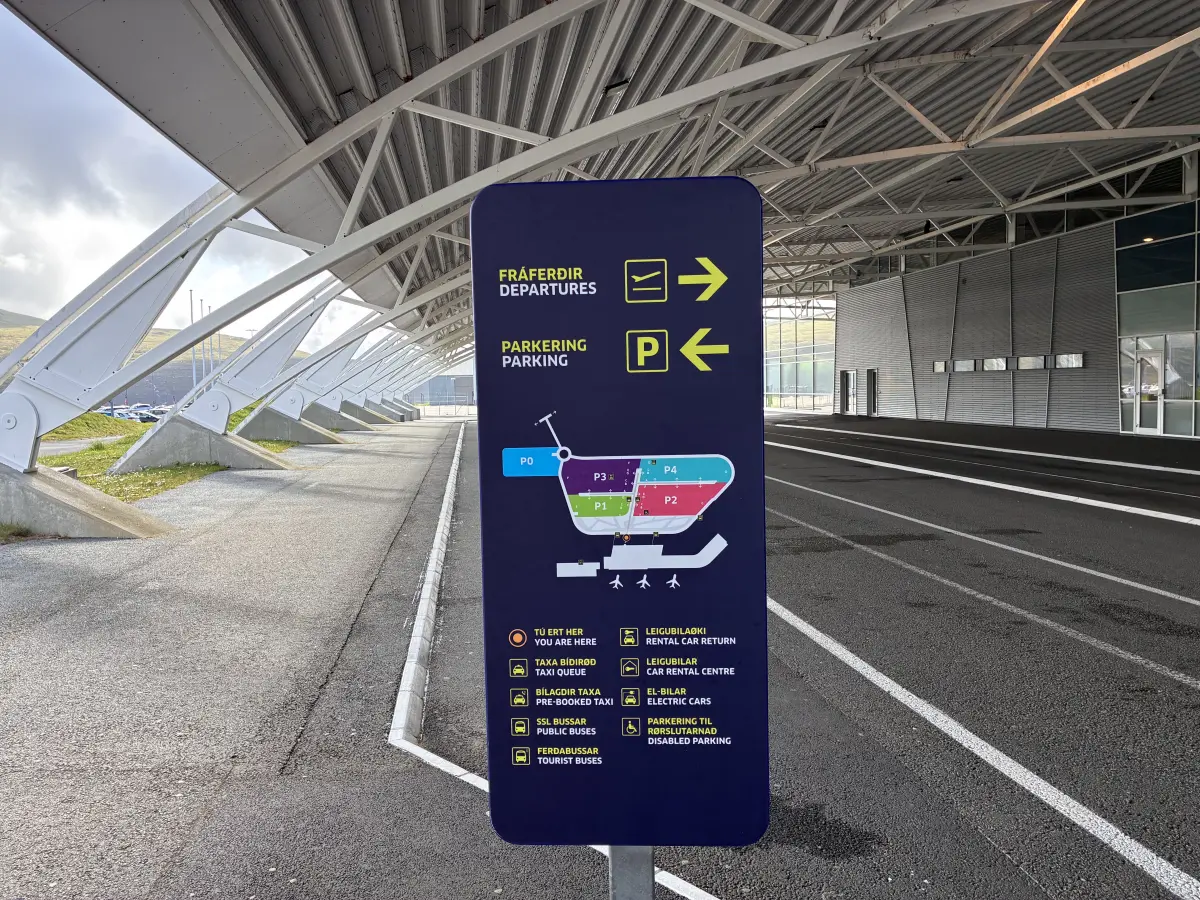 FRÁFERÐIR
DEPARTURES
PARKERING
PARKING
P
P0
P3
P4
P1
P2
TÚ ERT HER
YOU ARE HERE
TAXA BÍÐIRØÐ
TAXI QUEUE
BÍLAGDIR TAXA
PRE-BOOKED TAXI
SSL BUSSAR
PUBLIC BUSES
FERÐABUSSAR
TOURIST BUSES
LEIGUBILAØKI
RENTAL CAR RETURN
LEIGUBILAR
CAR RENTAL CENTRE
EL-BILAR
ELECTRIC CARS
PARKERING TIL
RØRSLUTARNAÐ
DISABLED PARKING